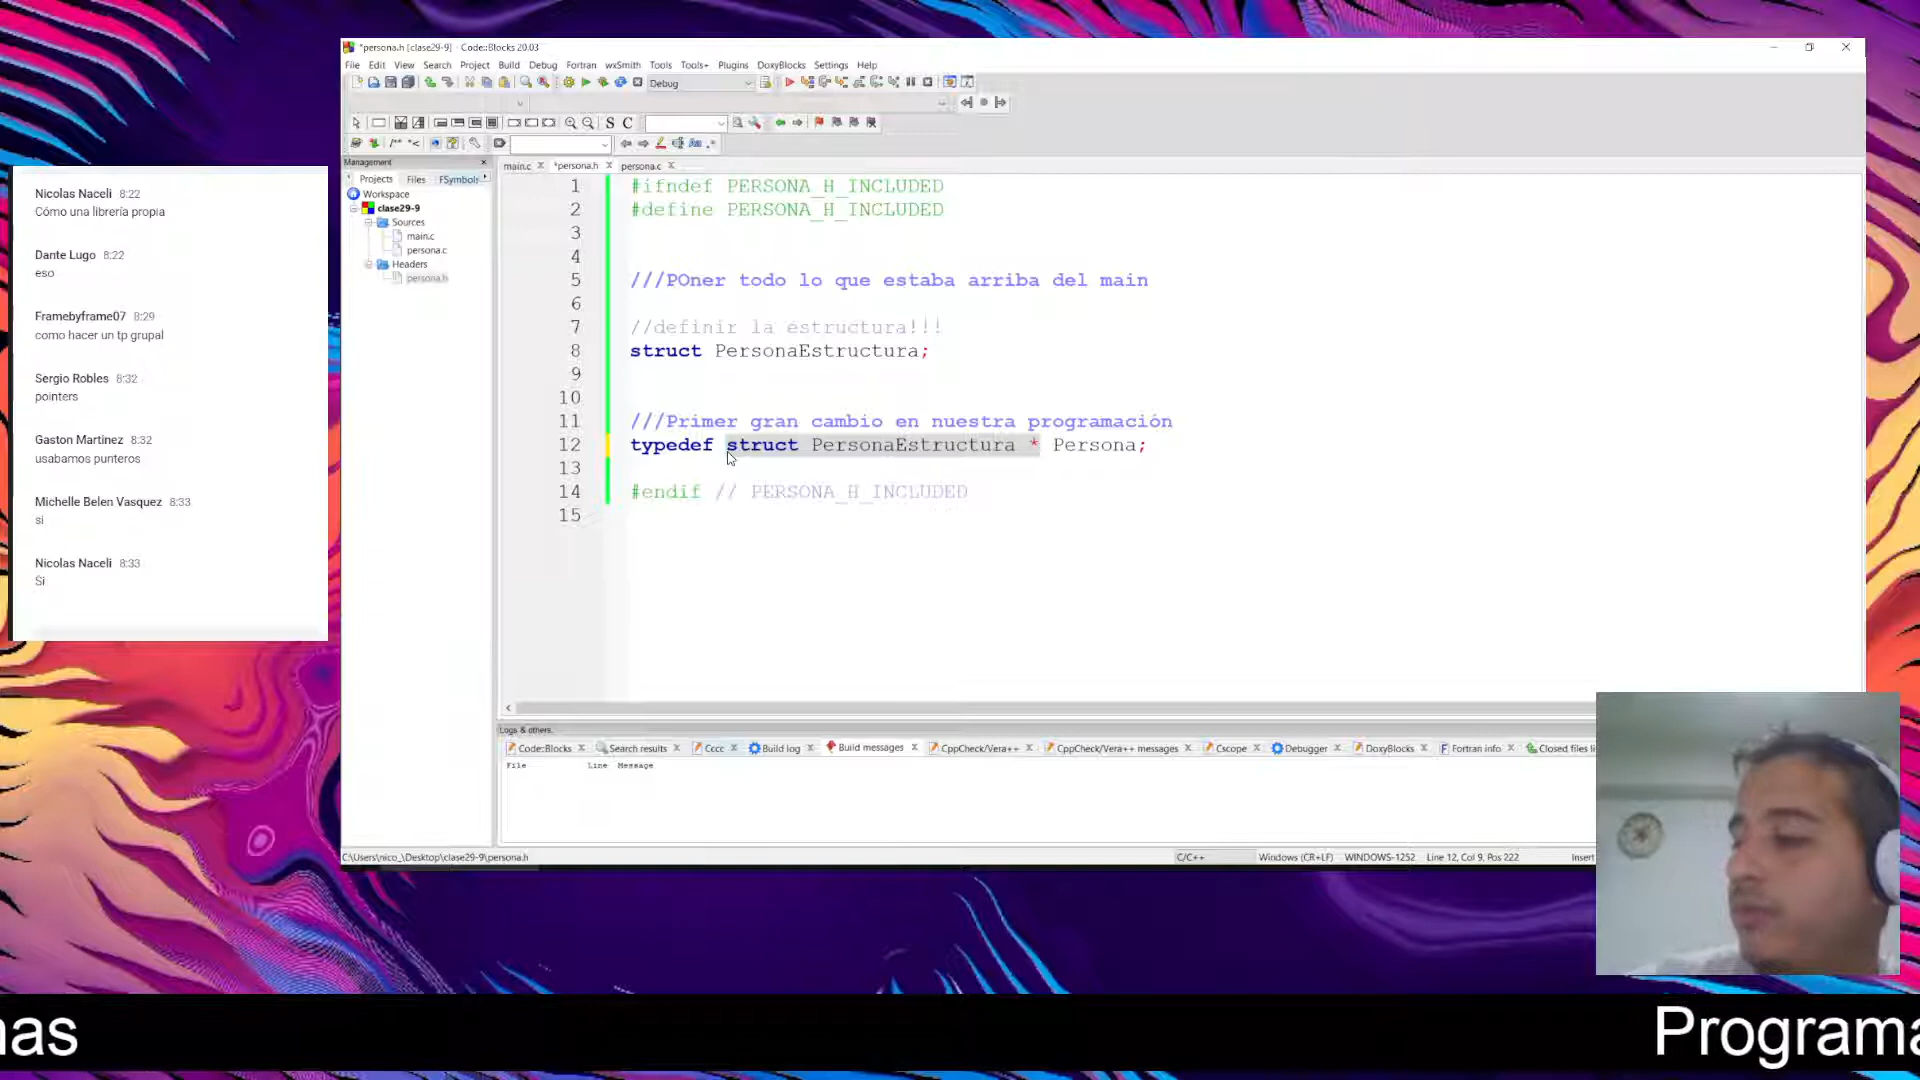 *persona.h [clase29-9] - Code::Blocks 20.03
File Edit View Search Project Build Debug Fortran wxSmith Tools Tools+ Plugins DoxyBlocks Settings Help
Debug
S C
/** *<
Aa .*
Management
Projects Files FSymbols
main.c *persona.h persona.c
Workspace
clase29-9
Sources
main.c
persona.c
Headers
persona.h
1 #ifndef PERSONA_H_INCLUDED
2 #define PERSONA_H_INCLUDED
3
4
5 ///POner todo lo que estaba arriba del main
6
7 //definir la estructura!!!
8 struct PersonaEstructura;
9
10
11 ///Primer gran cambio en nuestra programación
12 typedef struct PersonaEstructura * Persona;
13
14 #endif // PERSONA_H_INCLUDED
15
Nicolas Naceli 8:22
Cómo una librería propia
Dante Lugo 8:22
eso
Framebyframe07 8:29
como hacer un tp grupal
Sergio Robles 8:32
pointers
Gaston Martinez 8:32
usabamos punteros
Michelle Belen Vasquez 8:33
si
Nicolas Naceli 8:33
Si
Logs & others
Code::Blocks Search results Cccc Build log Build messages CppCheck/Vera++ CppCheck/Vera++ messages Cscope Debugger DoxyBlocks Fortran info Closed files li
File Line Message
C:\Users\nico_\Desktop\clase29-9\persona.h C/C++ Windows (CR+LF) WINDOWS-1252 Line 12, Col 9, Pos 222 Insert
nas Programa